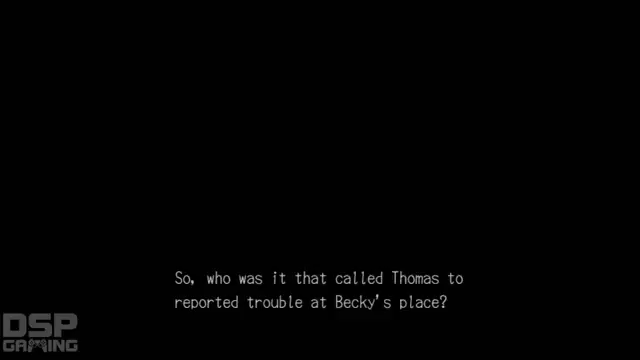 So, who was it that called Thomas to
reported trouble at Becky's place?
DSP
GAMING